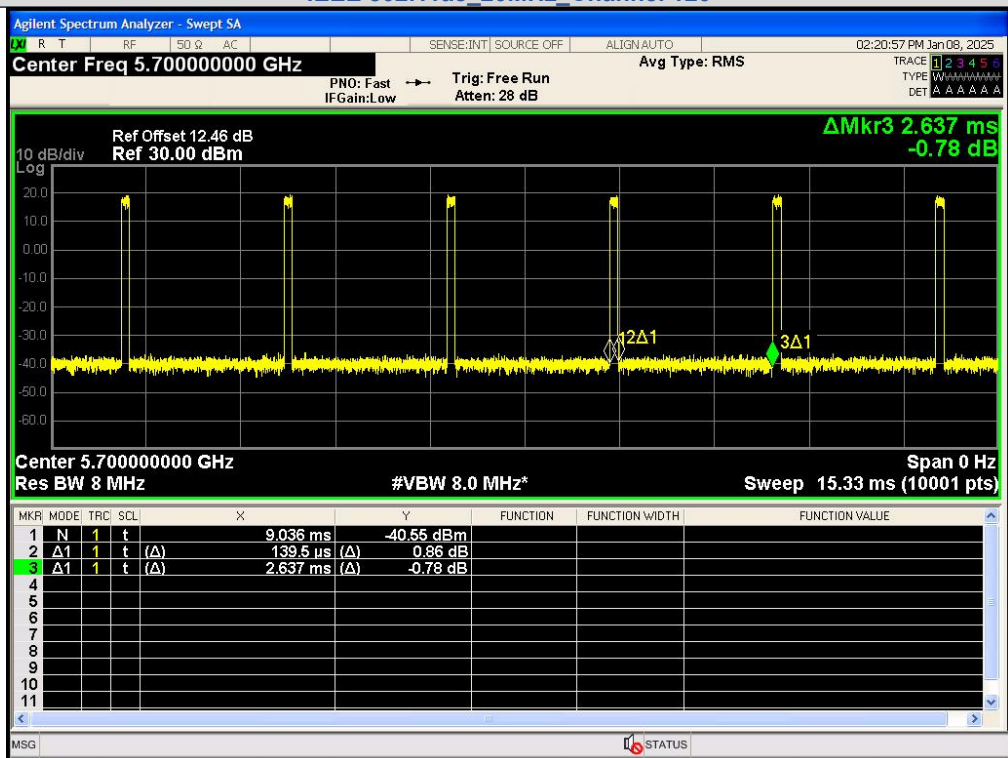 Agilent Spectrum Analyzer - Swept SA
LXI R T RF 50 Ω AC SENSE:INT SOURCE OFF ALIGN AUTO 02:20:57 PM Jan 08, 2025
Center Freq 5.700000000 GHz
PNO: Fast
IFGain:Low
Trig: Free Run
Atten: 28 dB
Avg Type: RMS
TRACE 1 2 3 4 5 6
TYPE W
DET A A A A A A
Ref Offset 12.46 dB
Ref 30.00 dBm
10 dB/div
Log
ΔMkr3 2.637 ms
-0.78 dB
20.0
10.0
0.00
-10.0
-20.0
-30.0
-40.0
-50.0
-60.0
12Δ1
3Δ1
Center 5.700000000 GHz Span 0 Hz
Res BW 8 MHz #VBW 8.0 MHz* Sweep 15.33 ms (10001 pts)
MKR MODE TRC SCL X Y FUNCTION FUNCTION WIDTH FUNCTION VALUE
1 N 1 t 9.036 ms -40.55 dBm
2 Δ1 1 t (Δ) 139.5 µs (Δ) 0.86 dB
3 Δ1 1 t (Δ) 2.637 ms (Δ) -0.78 dB
4
5
6
7
8
9
10
11
MSG STATUS